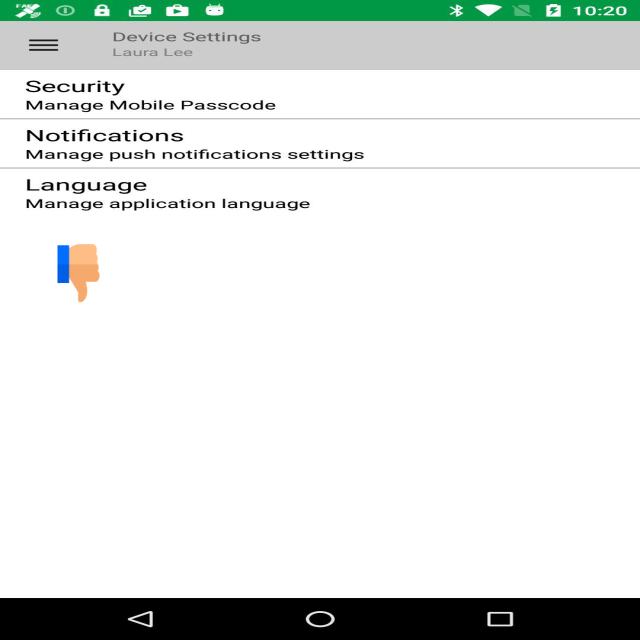 10:20
Device Settings
Laura Lee
Security
Manage Mobile Passcode
Notifications
Manage push notifications settings
Language
Manage application language